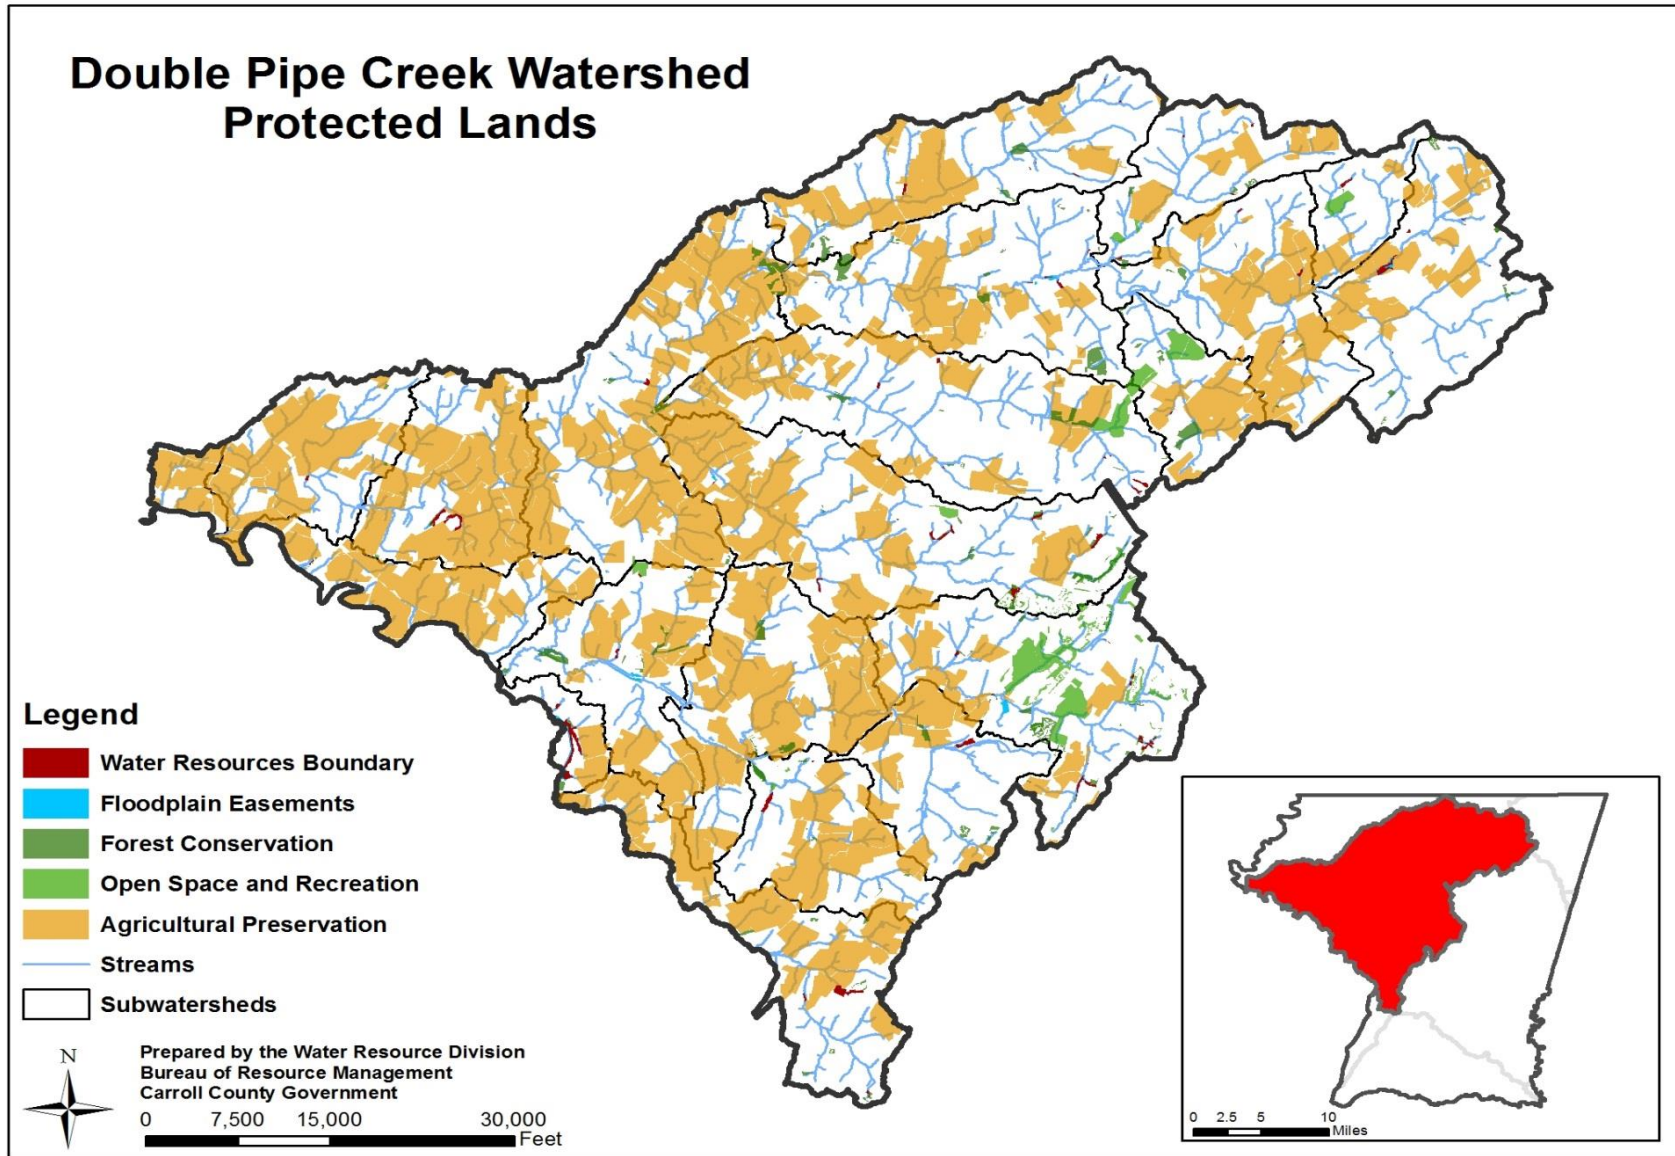 Double Pipe Creek Watershed
Protected Lands
Legend
Water Resources Boundary
Floodplain Easements
Forest Conservation
Open Space and Recreation
Agricultural Preservation
Streams
Subwatersheds
N
Prepared by the Water Resource Division
Bureau of Resource Management
Carroll County Government
0 7,500 15,000 30,000
Feet
0 2.5 5 10
Miles